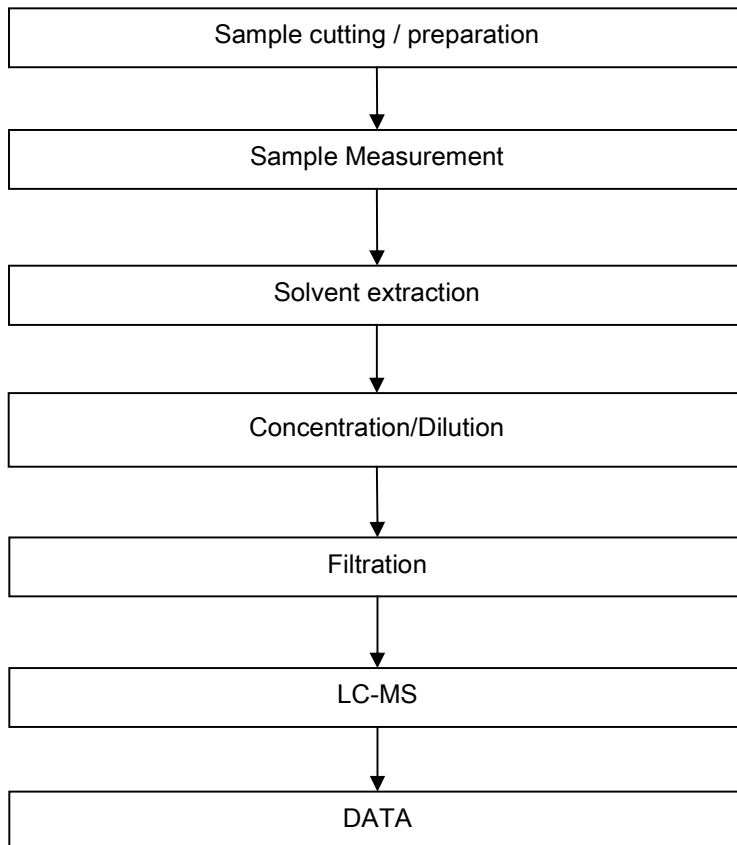 Sample cutting / preparation
Sample Measurement
Solvent extraction
Concentration/Dilution
Filtration
LC-MS
DATA